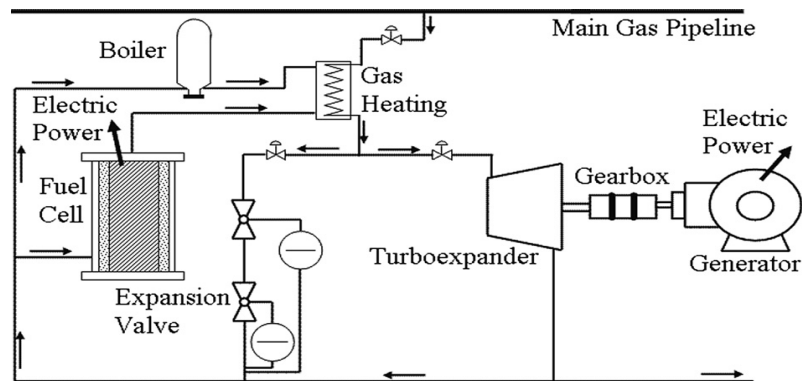 Main Gas Pipeline
Boiler
Gas
Heating
Electric
Power
Electric
Power
Fuel
Cell
Gearbox
Turboexpander
Generator
Expansion
Valve